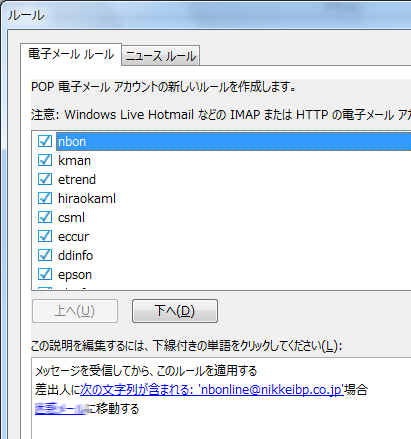 ルール
電子メール ルール
ニュース ルール
POP 電子メール アカウントの新しいルールを作成します。
注意: Windows Live Hotmail などの IMAP または HTTP の電子メール アカ
nbon
kman
etrend
hiraokaml
csml
eccur
ddinfo
epson
上へ(U)
下へ(D)
この説明を編集するには、下線付きの単語をクリックしてください(L):
メッセージを受信してから、このルールを適用する
差出人に次の文字列が含まれる: 'nbonline@nikkeibp.co.jp'場合
に移動する